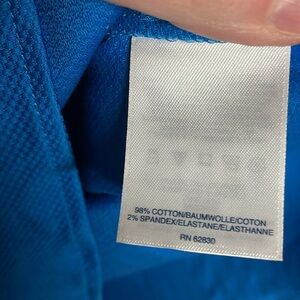 98% COTTON/BAUMWOLLE/COTON
2% SPANDEX/ELASTANE/ELASTHANNE
RN 62830